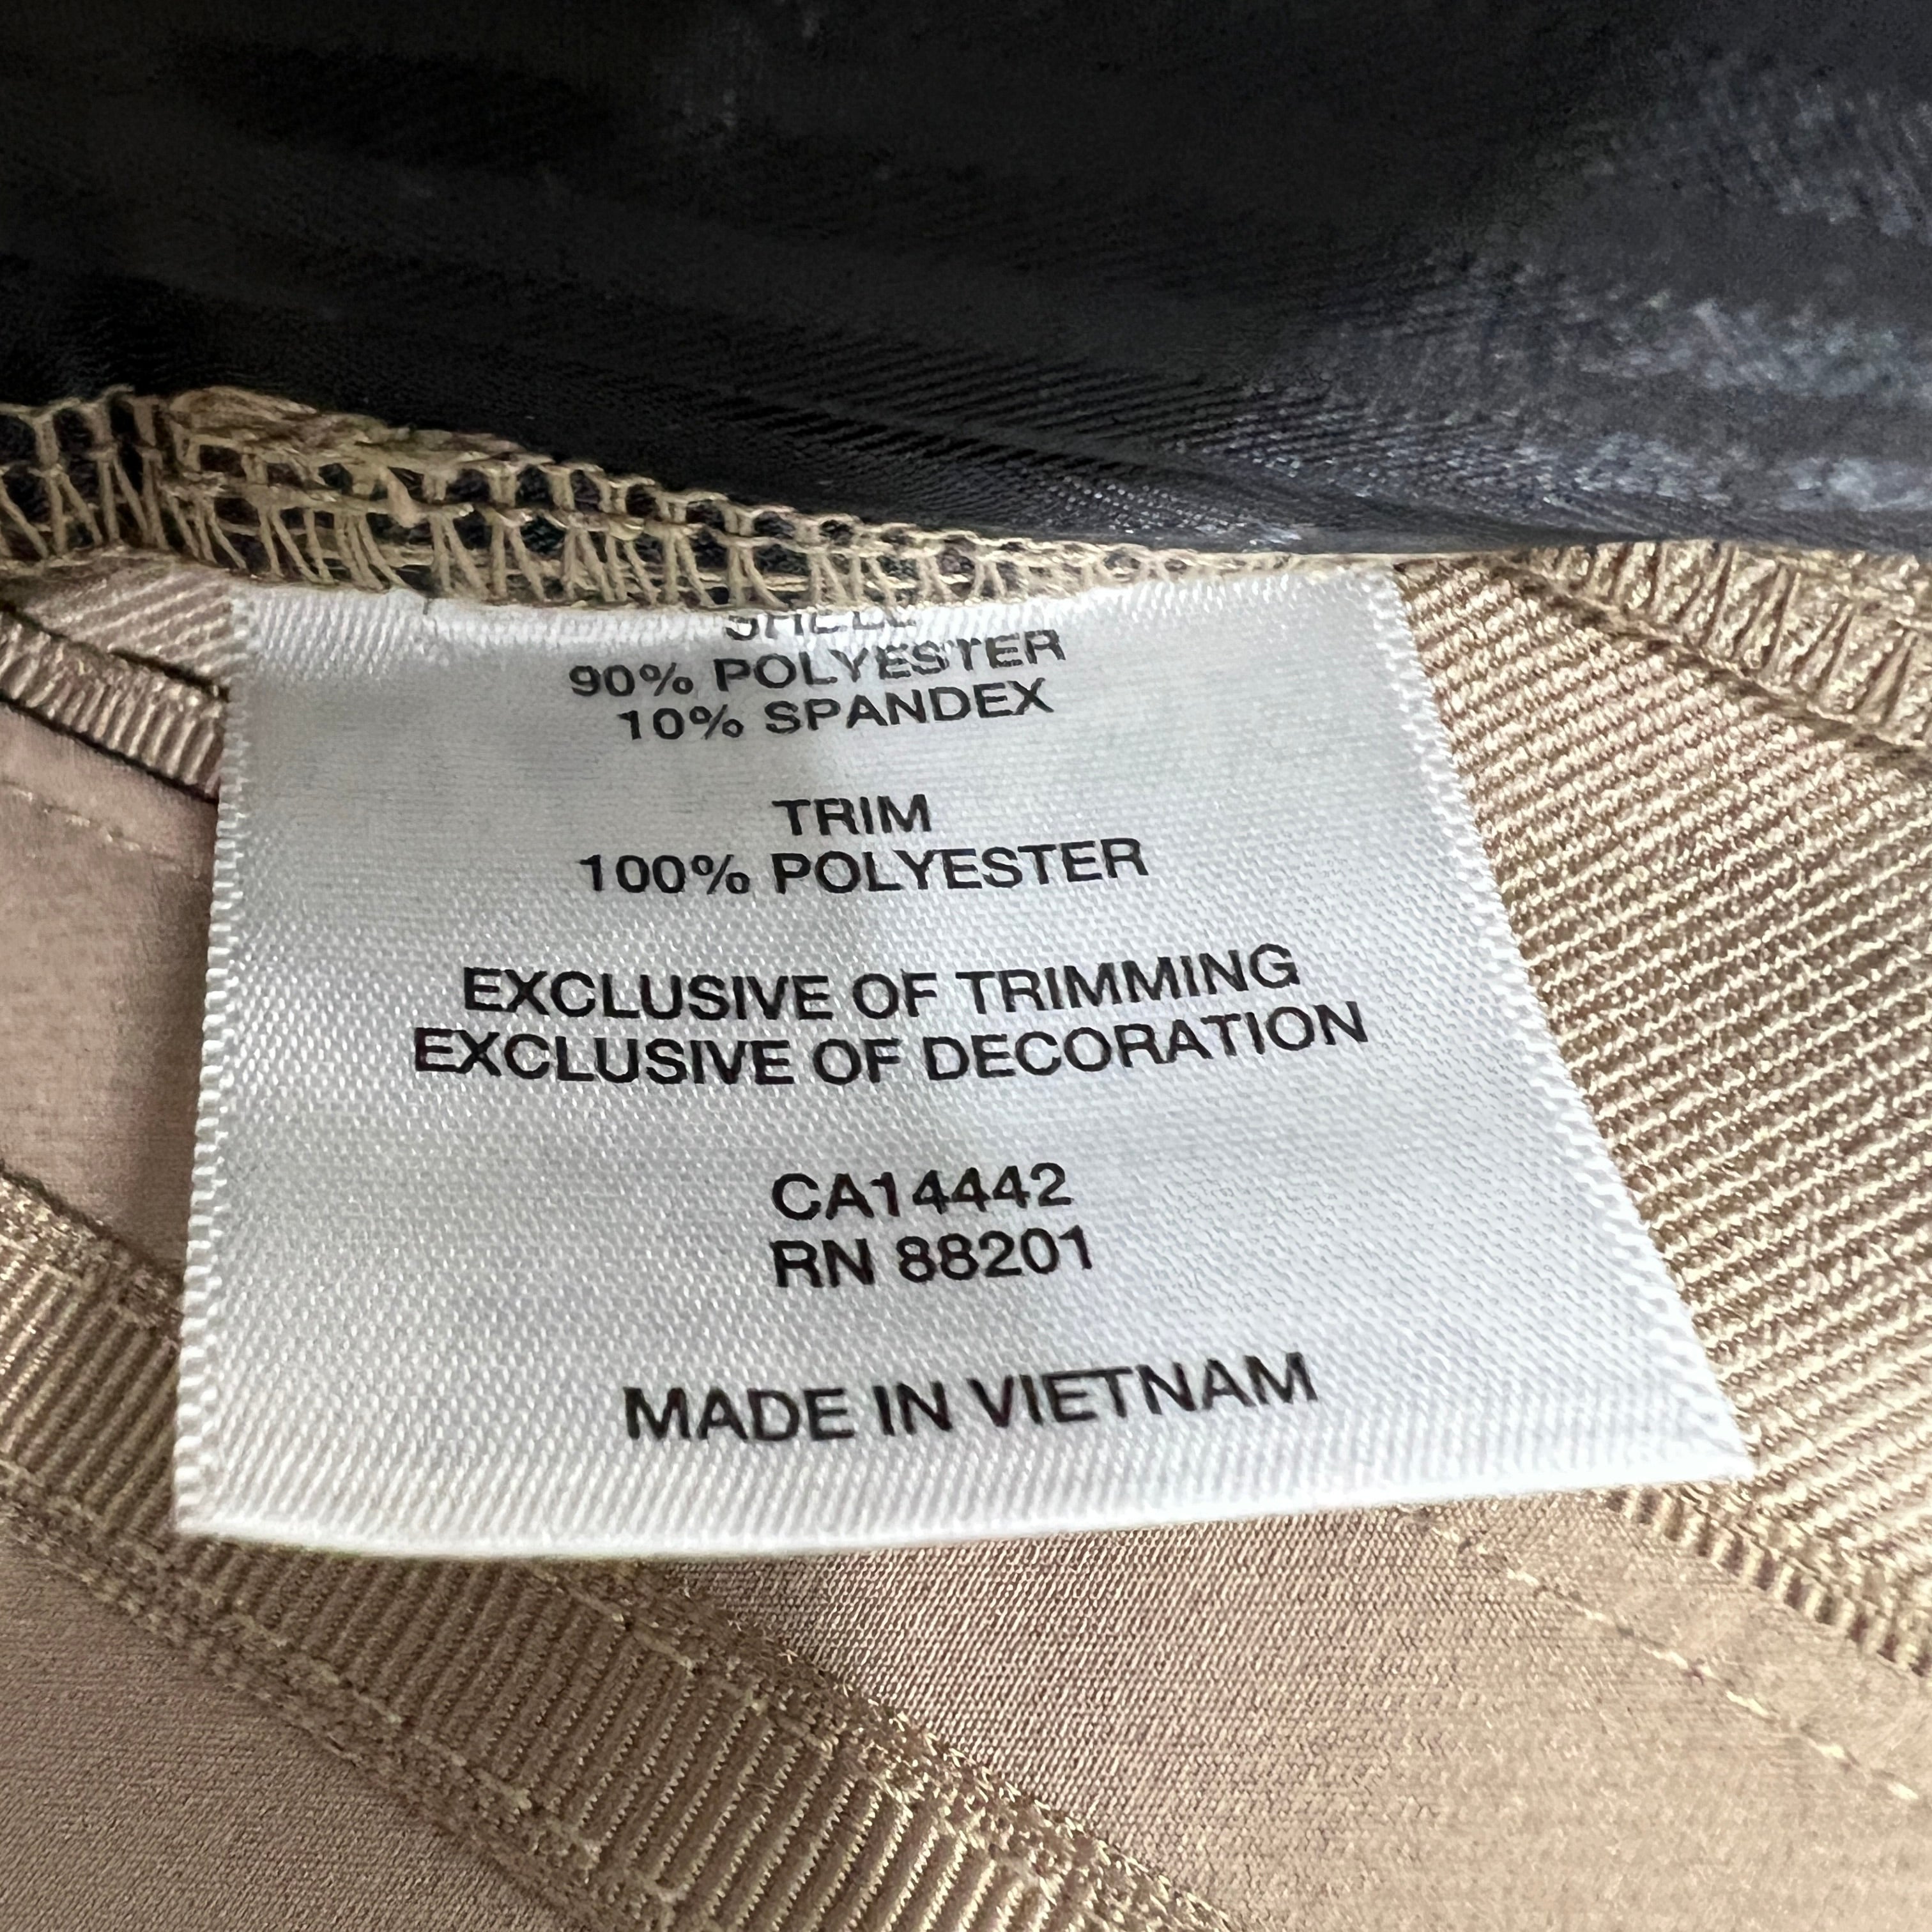 SHELL
90% POLYESTER
10% SPANDEX
TRIM
100% POLYESTER
EXCLUSIVE OF TRIMMING
EXCLUSIVE OF DECORATION
CA14442
RN 88201
MADE IN VIETNAM